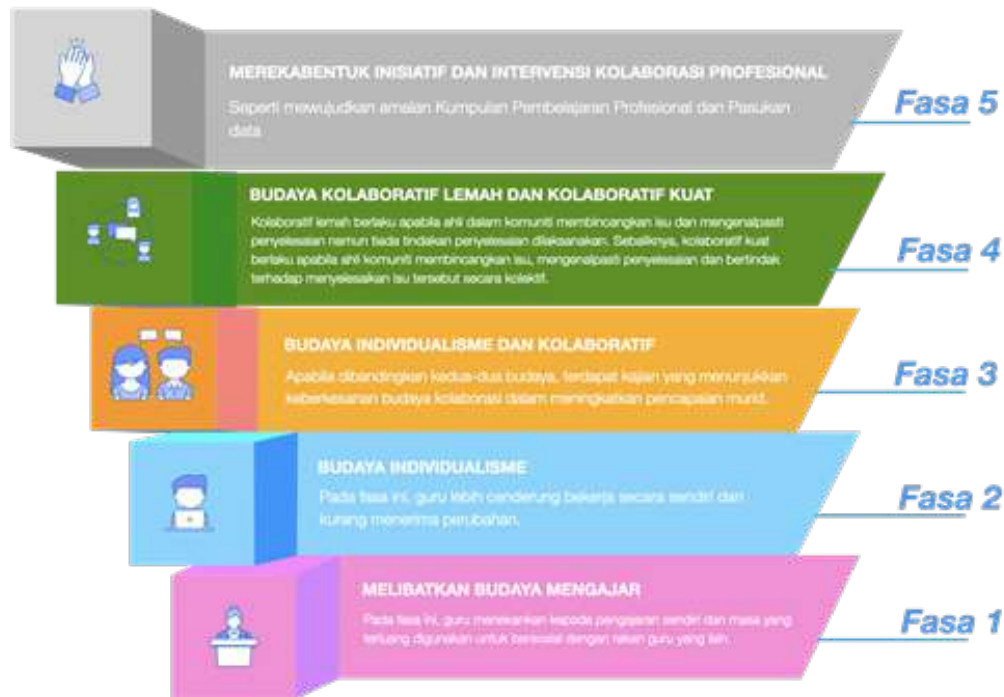 MEREKABENTUK INISIATIF DAN INTERVENSI KOLABORASI PROFESIONAL
Seperti mewujudkan amalan Kumpulan Pembelajaran Profesional dan Pasukan
data
Fasa 5
BUDAYA KOLABORATIF LEMAH DAN KOLABORATIF KUAT
Kolaboratif lemah berlaku apabila ahli dalam komuniti membincangkan isu dan mengenalpasti
penyelesaian namun tiada tindakan penyelesaian dilaksanakan. Sebaliknya, kolaboratif kuat
berlaku apabila ahli komuniti membincangkan isu, mengenalpasti penyelesaian dan bertindak
terhadap menyelesaikan isu tersebut secara kolektif.
Fasa 4
BUDAYA INDIVIDUALISME DAN KOLABORATIF
Apabila dibandingkan kedua-dua budaya, terdapat kajian yang menunjukkan
keberkesanan budaya kolaborasi dalam meningkatkan pencapaian murid.
Fasa 3
BUDAYA INDIVIDUALISME
Pada fasa ini, guru lebih cenderung bekerja secara sendiri dan
kurang menerima perubahan.
Fasa 2
MELIBATKAN BUDAYA MENGAJAR
Pada fasa ini, guru menekankan kepada pengajaran sendiri dan masa yang
terluang digunakan untuk bersosial dengan rakan guru yang lain.
Fasa 1